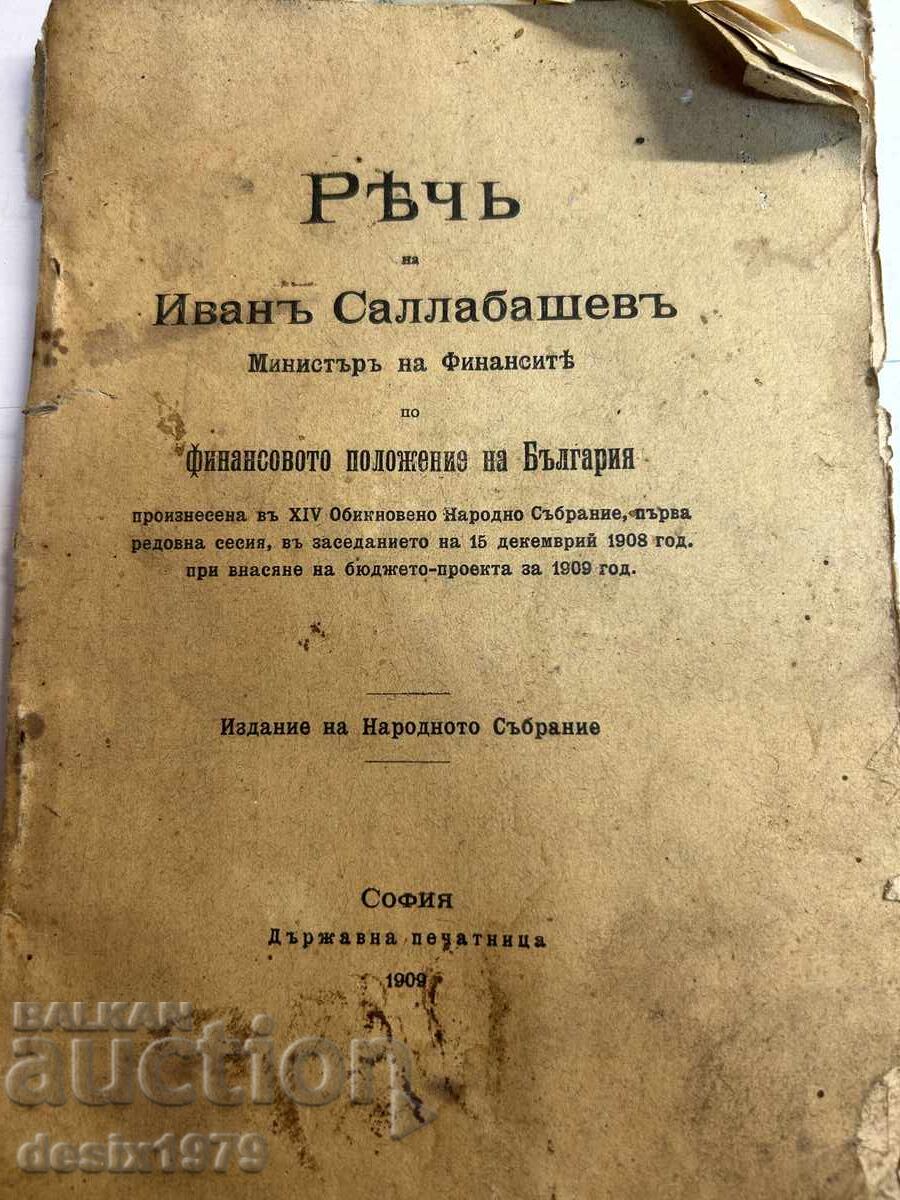 Рѣчь
на
Иванъ Саллабашевъ
Министъръ на Финанситѣ
по
финансовото положение на България
произнесена въ XIV Обикновено Народно Събрание, първа
редовна сесия, въ заседанието на 15 декемврий 1908 год.
при внасяне на бюджето-проекта за 1909 год.
Издание на Народното Събрание
София
Държавна печатница
1909
BALKAN
auction
desix1979